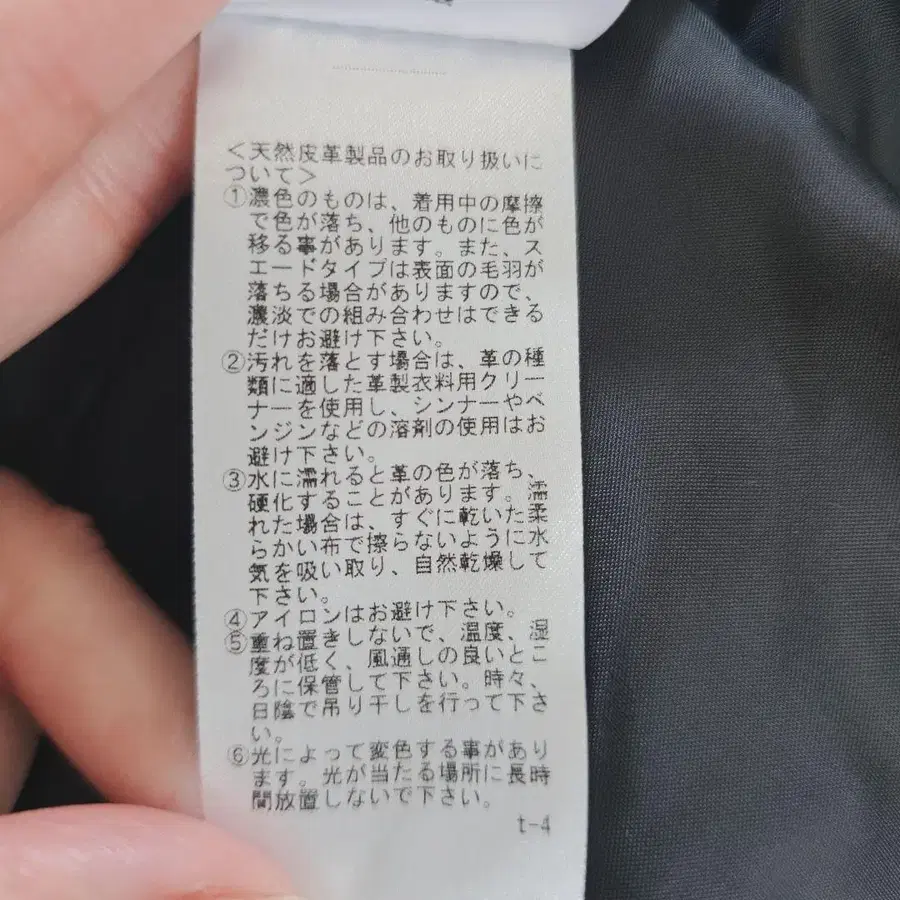 ＜天然皮革製品のお取り扱いに
ついて＞
①濃色のものは、着用中の摩擦
で色が落ち、他のものに色が
移る事があります。また、ス
エードタイプは表面の毛羽が
落ちる場合がありますので、
濃淡での組み合わせはできる
だけお避け下さい。
②汚れを落とす場合は、革の種
類に適した革製衣料用クリー
ナーを使用し、シンナーやベ
ンジンなどの溶剤の使用はお
避け下さい。
③水に濡れると革の色が落ち、
硬化することがあります。濡
れた場合は、すぐに乾いた柔
らかい布で擦らないように水
気を吸い取り、自然乾燥して
下さい。
④アイロンはお避け下さい。
⑤重ね置きしないで、温度、湿
度が低く、風通しの良いとこ
ろに保管して下さい。時々、
日陰で吊り干しを行って下さ
い。
⑥光によって変色する事があり
ます。光が当たる場所に長時
間放置しないで下さい。
t-4